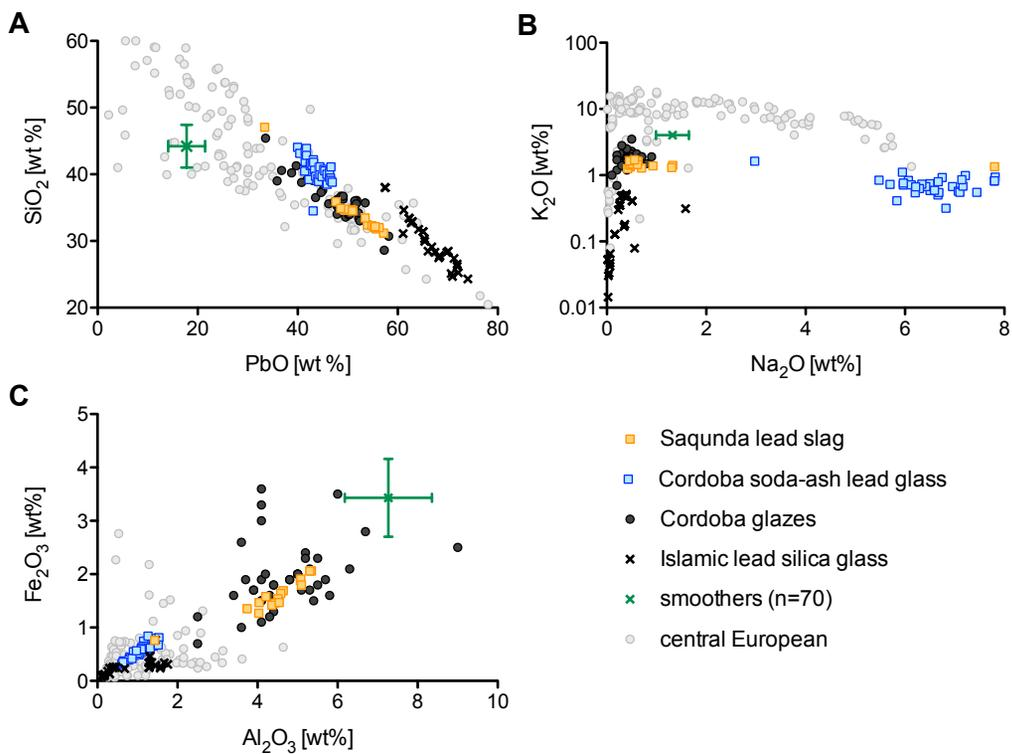 A
60
50
40
30
20
SiO2 [wt %]
0 20 40 60 80
PbO [wt %]
B
100
10
1
0.1
0.01
K2O [wt%]
0 2 4 6 8
Na2O [wt%]
C
5
4
3
2
1
0
Fe2O3 [wt%]
0 2 4 6 8 10
Al2O3 [wt%]
Saqunda lead slag
Cordoba soda-ash lead glass
Cordoba glazes
Islamic lead silica glass
smoothers (n=70)
central European